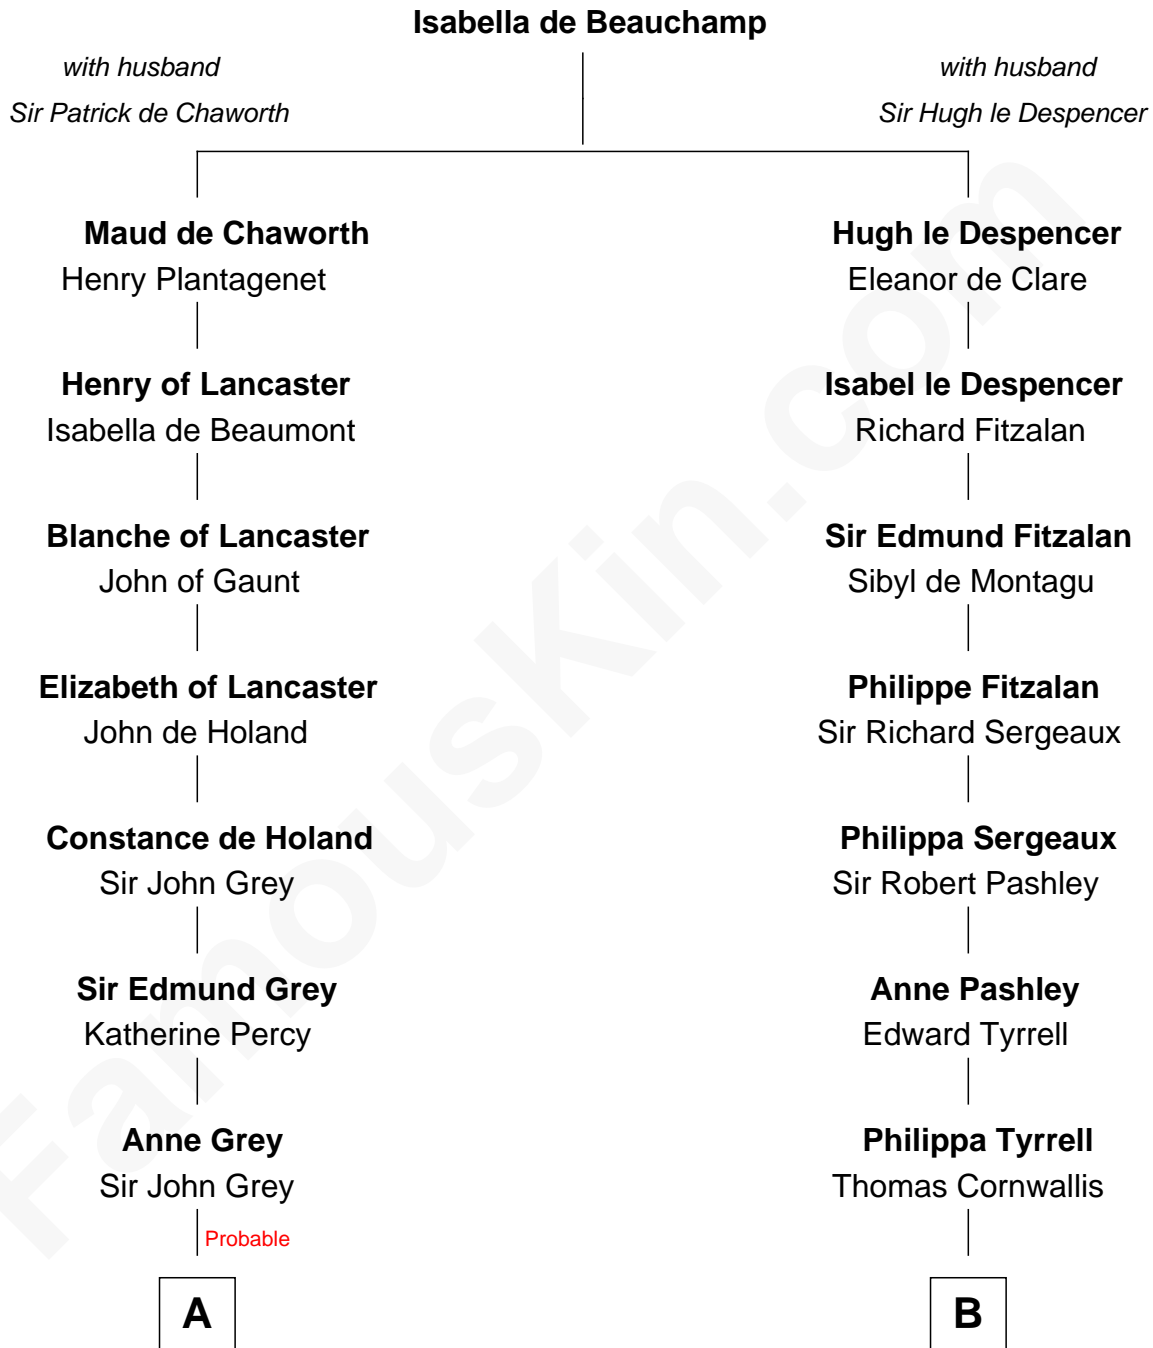 Isabella de Beauchamp
with husband
Sir Patrick de Chaworth
with husband
Sir Hugh le Despencer
Maud de Chaworth
Henry Plantagenet
Hugh le Despencer
Eleanor de Clare
Henry of Lancaster
Isabella de Beaumont
Isabel le Despencer
Richard Fitzalan
Blanche of Lancaster
John of Gaunt
Sir Edmund Fitzalan
Sibyl de Montagu
Elizabeth of Lancaster
John de Holand
Philippe Fitzalan
Sir Richard Sergeaux
Constance de Holand
Sir John Grey
Philippa Sergeaux
Sir Robert Pashley
Sir Edmund Grey
Katherine Percy
Anne Pashley
Edward Tyrrell
Anne Grey
Sir John Grey
Philippa Tyrrell
Thomas Cornwallis
Probable
A
B
FamousKin.com